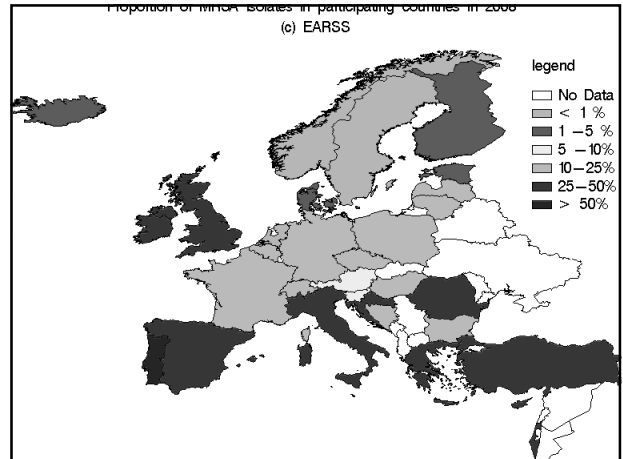 Proportion of MRSA isolates in participating countries in 2008
(c) EARSS
legend
No Data
< 1 %
1 –5 %
5 –10%
10–25%
25–50%
> 50%